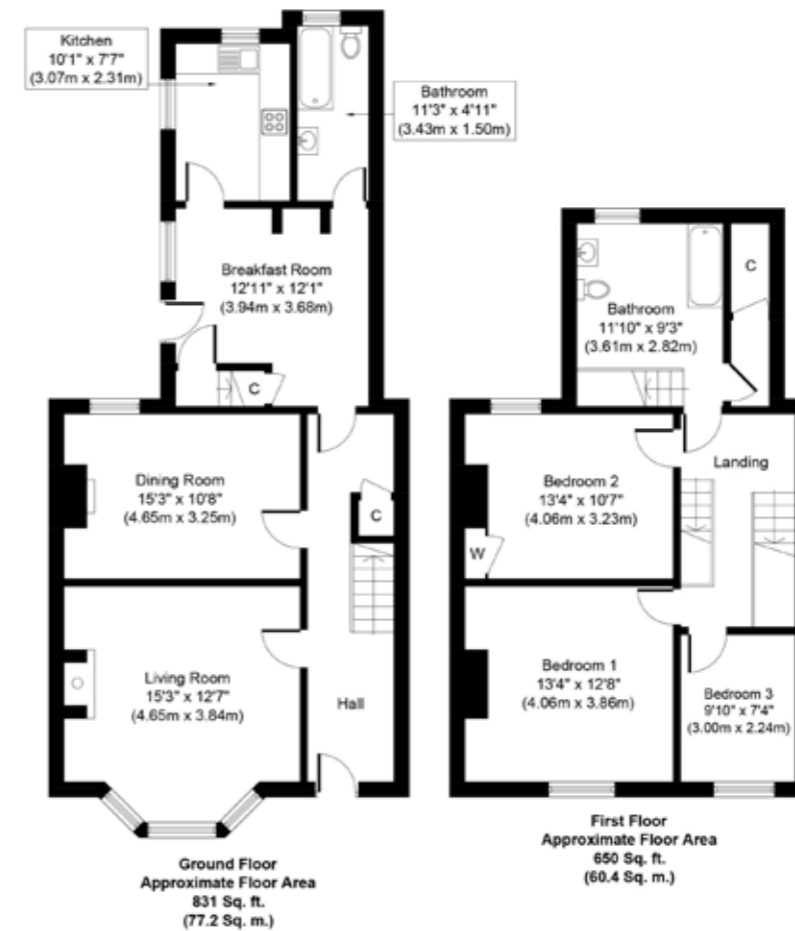 Kitchen
10'1" x 7'7"
(3.07m x 2.31m)
Bathroom
11'3" x 4'11"
(3.43m x 1.50m)
Breakfast Room
12'11" x 12'1"
(3.94m x 3.68m)
C
Dining Room
15'3" x 10'8"
(4.65m x 3.25m)
C
Living Room
15'3" x 12'7"
(4.65m x 3.84m)
Hall
Ground Floor
Approximate Floor Area
831 Sq. ft.
(77.2 Sq. m.)
C
Bathroom
11'10" x 9'3"
(3.61m x 2.82m)
Landing
Bedroom 2
13'4" x 10'7"
(4.06m x 3.23m)
W
Bedroom 1
13'4" x 12'8"
(4.06m x 3.86m)
Bedroom 3
9'10" x 7'4"
(3.00m x 2.24m)
First Floor
Approximate Floor Area
650 Sq. ft.
(60.4 Sq. m.)